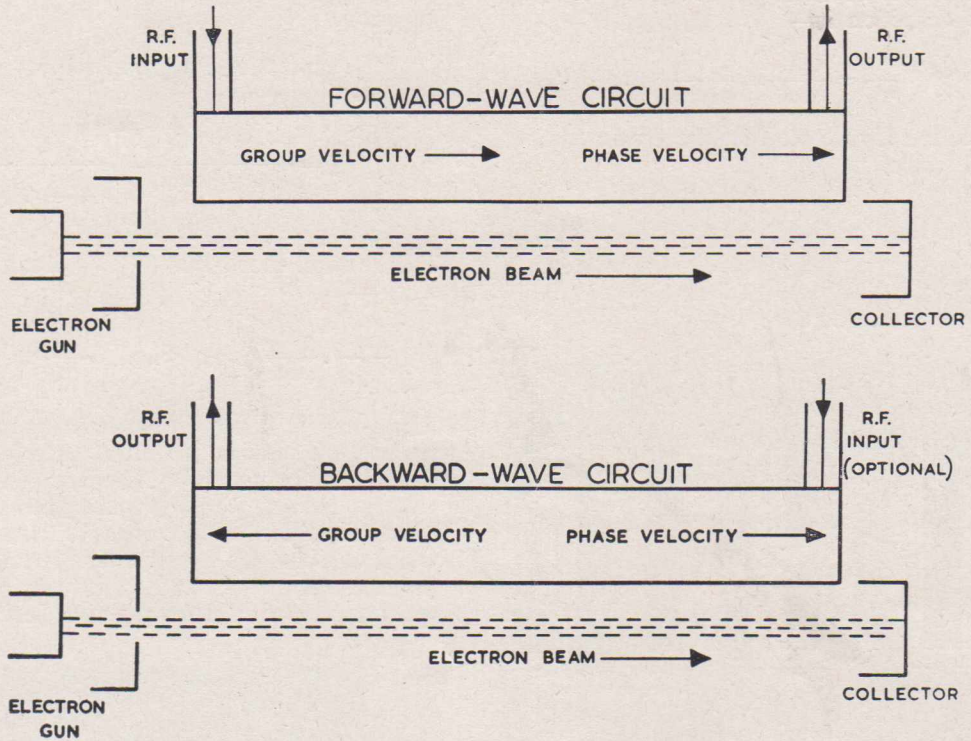 R.F.
INPUT
R.F.
OUTPUT
FORWARD-WAVE CIRCUIT
GROUP VELOCITY
PHASE VELOCITY
ELECTRON BEAM
ELECTRON
GUN
COLLECTOR
R.F.
OUTPUT
R.F.
INPUT
(OPTIONAL)
BACKWARD-WAVE CIRCUIT
GROUP VELOCITY
PHASE VELOCITY
ELECTRON BEAM
ELECTRON
GUN
COLLECTOR